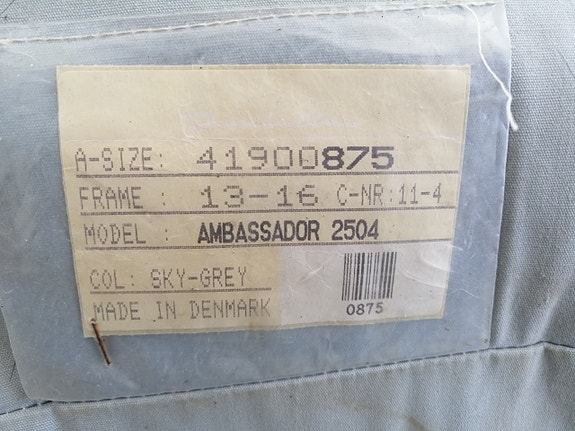 A-SIZE: 41900875
FRAME : 13-16 C-NR:11-4
MODEL : AMBASSADOR 2504
COL: SKY-GREY
MADE IN DENMARK
0875